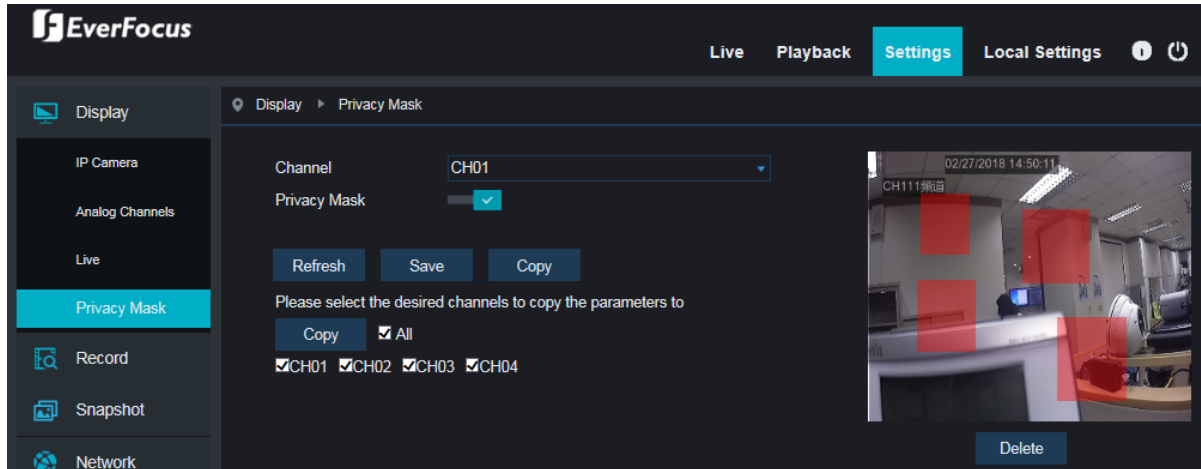 EverFocus
Live Playback Settings Local Settings
Display
IP Camera
Analog Channels
Live
Privacy Mask
Record
Snapshot
Network
Display Privacy Mask
Channel CH01
Privacy Mask
Refresh Save Copy
Please select the desired channels to copy the parameters to
Copy All
CH01 CH02 CH03 CH04
02/27/2018 14:50:11
CH111頻道
Delete